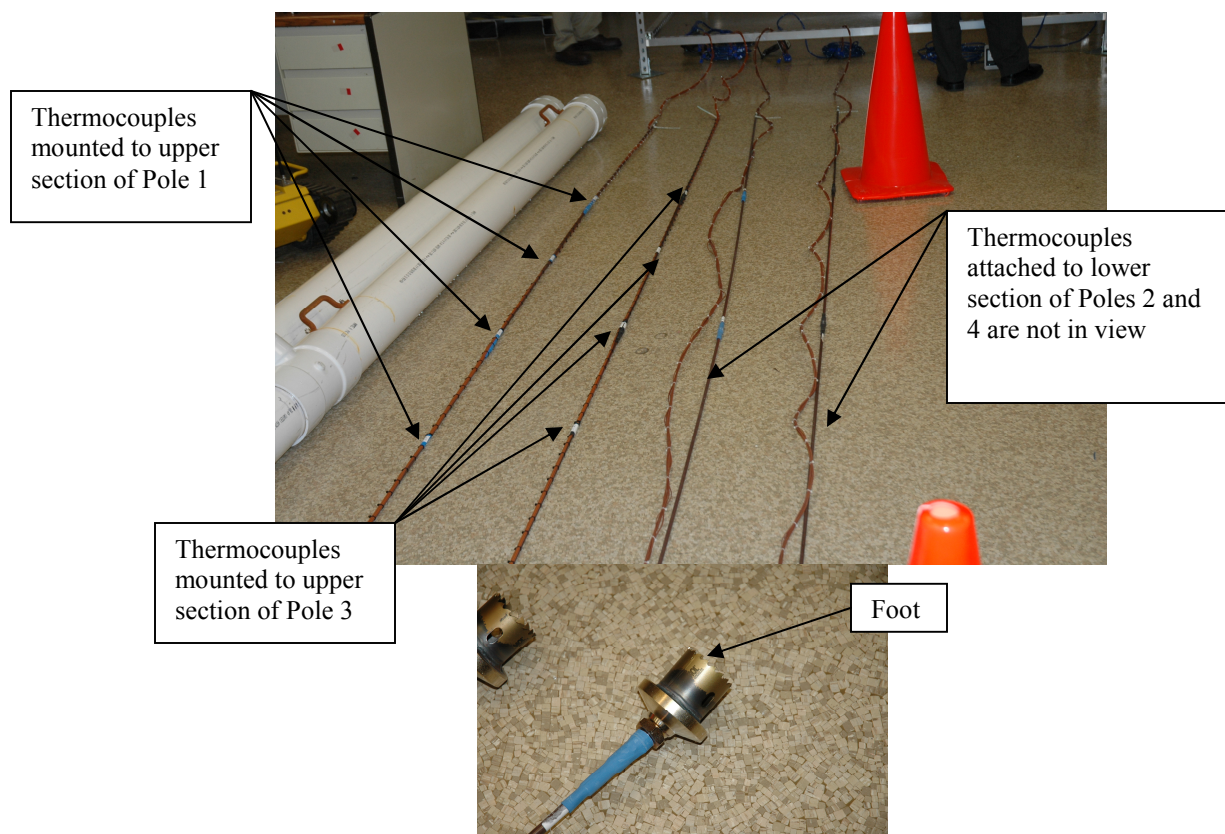 Thermocouples
mounted to upper
section of Pole 1
Thermocouples
attached to lower
section of Poles 2 and
4 are not in view
Thermocouples
mounted to upper
section of Pole 3
Foot